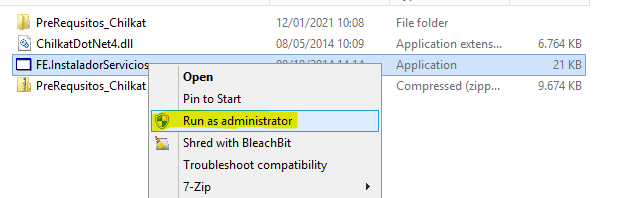 PreRequsitos_Chilkat 12/01/2021 10:08 File folder
ChilkatDotNet4.dll 08/05/2014 10:09 Application extens... 6.764 KB
FE.InstaladorServicios Application 21 KB
PreRequsitos_Chilkat Compressed (zipp... 9.674 KB
Open
Pin to Start
Run as administrator
Shred with BleachBit
Troubleshoot compatibility
7-Zip